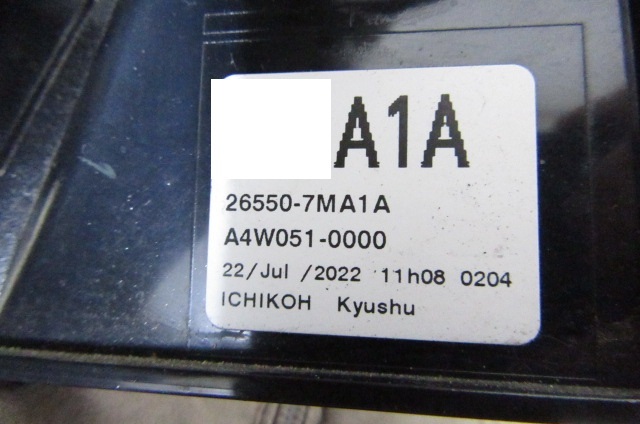 A1A
26550-7MA1A
A4W051-0000
22/Jul /2022 11h08 0204
ICHIKOH Kyushu